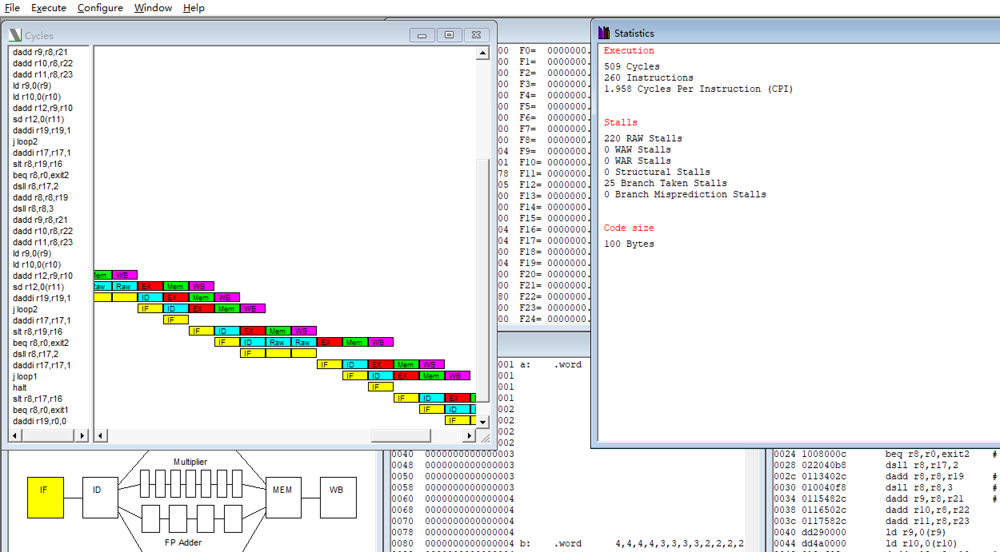 File Execute Configure Window Help
Cycles
dadd r9,r8,r21
dadd r10,r8,r22
dadd r11,r8,r23
ld r9,0(r9)
ld r10,0(r10)
dadd r12,r9,r10
sd r12,0(r11)
daddi r19,r19,1
j loop2
daddi r17,r17,1
slt r8,r19,r16
beq r8,r0,exit2
dsll r8,r17,2
dadd r8,r8,r19
dsll r8,r8,3
dadd r9,r8,r21
dadd r10,r8,r22
dadd r11,r8,r23
ld r9,0(r9)
ld r10,0(r10)
dadd r12,r9,r10 WB
sd r12,0(r11) Raw EX Mem WB
daddi r19,r19,1 ID EX Mem WB
j loop2 IF ID EX Mem WB
daddi r17,r17,1 IF
slt r8,r19,r16 IF ID EX Mem WB
beq r8,r0,exit2 IF ID Raw Raw EX Mem WB
dsll r8,r17,2 IF
daddi r17,r17,1 IF ID EX Mem WB
j loop1 IF ID EX Mem WB
halt IF
slt r8,r17,r16 IF ID EX
beq r8,r0,exit1 IF ID
daddi r19,r0,0 IF
00 F0= 0000000.
00 F1= 0000000.
00 F2= 0000000.
00 F3= 0000000.
00 F4= 0000000.
00 F5= 0000000.
00 F6= 0000000.
00 F7= 0000000.
00 F8= 0000000.
04 F9= 0000000.
01 F10= 0000000.
78 F11= 0000000.
05 F12= 0000000.
00 F13= 0000000.
00 F14= 0000000.
00 F15= 0000000.
04 F16= 0000000.
04 F17= 0000000.
00 F18= 0000000.
04 F19= 0000000.
00 F20= 0000000.
00 F21= 0000000.
80 F22= 0000000.
00 F23= 0000000.
00 F24= 0000000.
Statistics
Execution
509 Cycles
260 Instructions
1.958 Cycles Per Instruction (CPI)
Stalls
220 RAW Stalls
0 WAW Stalls
0 WAR Stalls
0 Structural Stalls
25 Branch Taken Stalls
0 Branch Misprediction Stalls
Code size
100 Bytes
Multiplier
IF ID MEM WB
FP Adder
001 a: .word
001
001
001
002
002
002
002
0040 0000000000000003
0048 0000000000000003
0050 0000000000000003
0058 0000000000000003
0060 0000000000000004
0068 0000000000000004
0070 0000000000000004
0078 0000000000000004
0080 0000000000000004 b: .word 4,4,4,4,3,3,3,3,2,2,2,2
0024 1008000c beq r8,r0,exit2 #
0028 022040b8 dsll r8,r17,2
002c 0113402c dadd r8,r8,r19 #
0030 010040f8 dsll r8,r8,3 #
0034 0115482c dadd r9,r8,r21 #
0038 0116502c dadd r10,r8,r22
003c 0117582c dadd r11,r8,r23
0040 dd290000 ld r9,0(r9)
0044 dd4a0000 ld r10,0(r10)